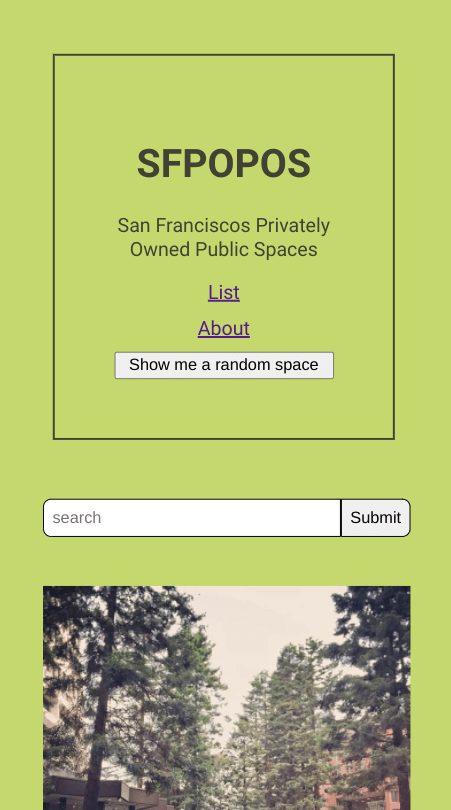 SFPOPOS
San Franciscos Privately
Owned Public Spaces
List
About
Show me a random space
search
Submit